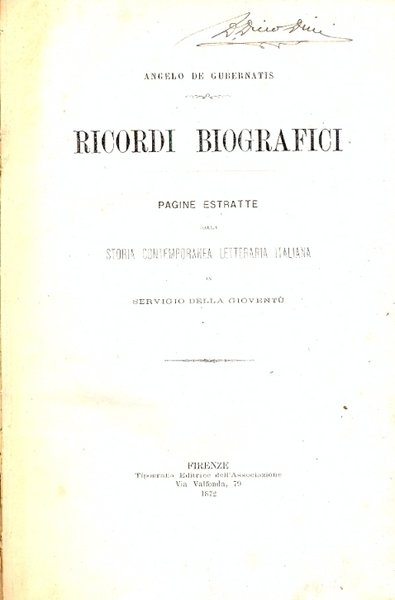 ANGELO DE GUBERNATIS
RICORDI BIOGRAFICI
PAGINE ESTRATTE
DALLA
STORIA CONTEMPORANEA LETTERARIA ITALIANA
IN
SERVIGIO DELLA GIOVENTÙ
FIRENZE
Tipografia Editrice dell'Associazione
Via Valfonda, 79
1872